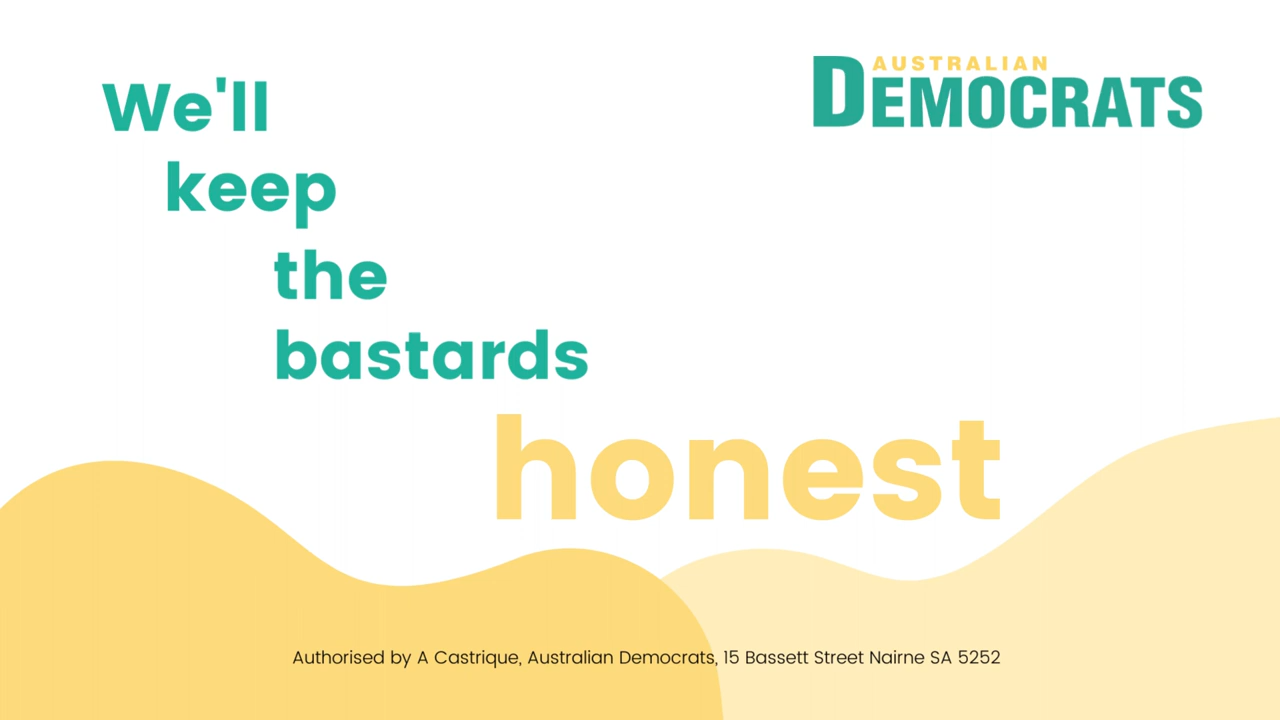 We'll
keep
the
bastards
honest
AUSTRALIAN
DEMOCRATS
Authorised by A Castrique, Australian Democrats, 15 Bassett Street Nairne SA 5252